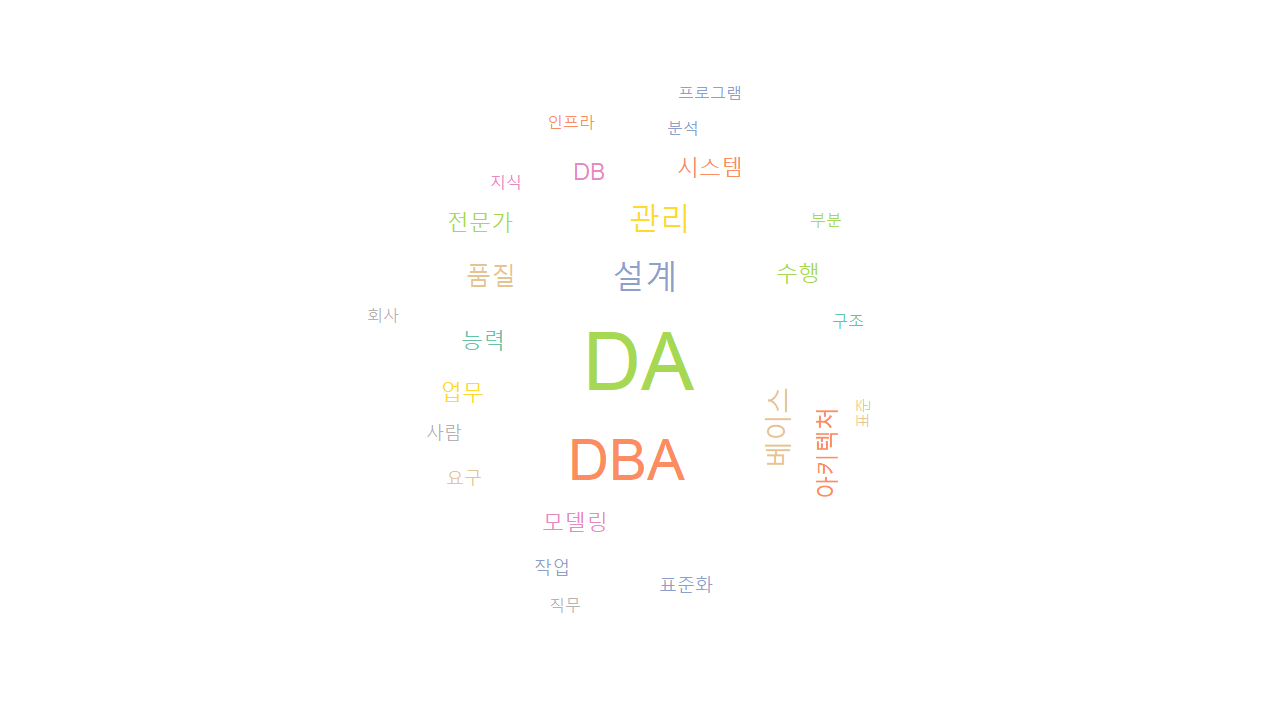 프로그램
인프라
분석
시스템
DB
지식
관리
전문가
부분
품질
설계
수행
회사
구조
능력
DA
업무
베이스
아키텍처
표준
사람
DBA
요구
모델링
작업
표준화
직무